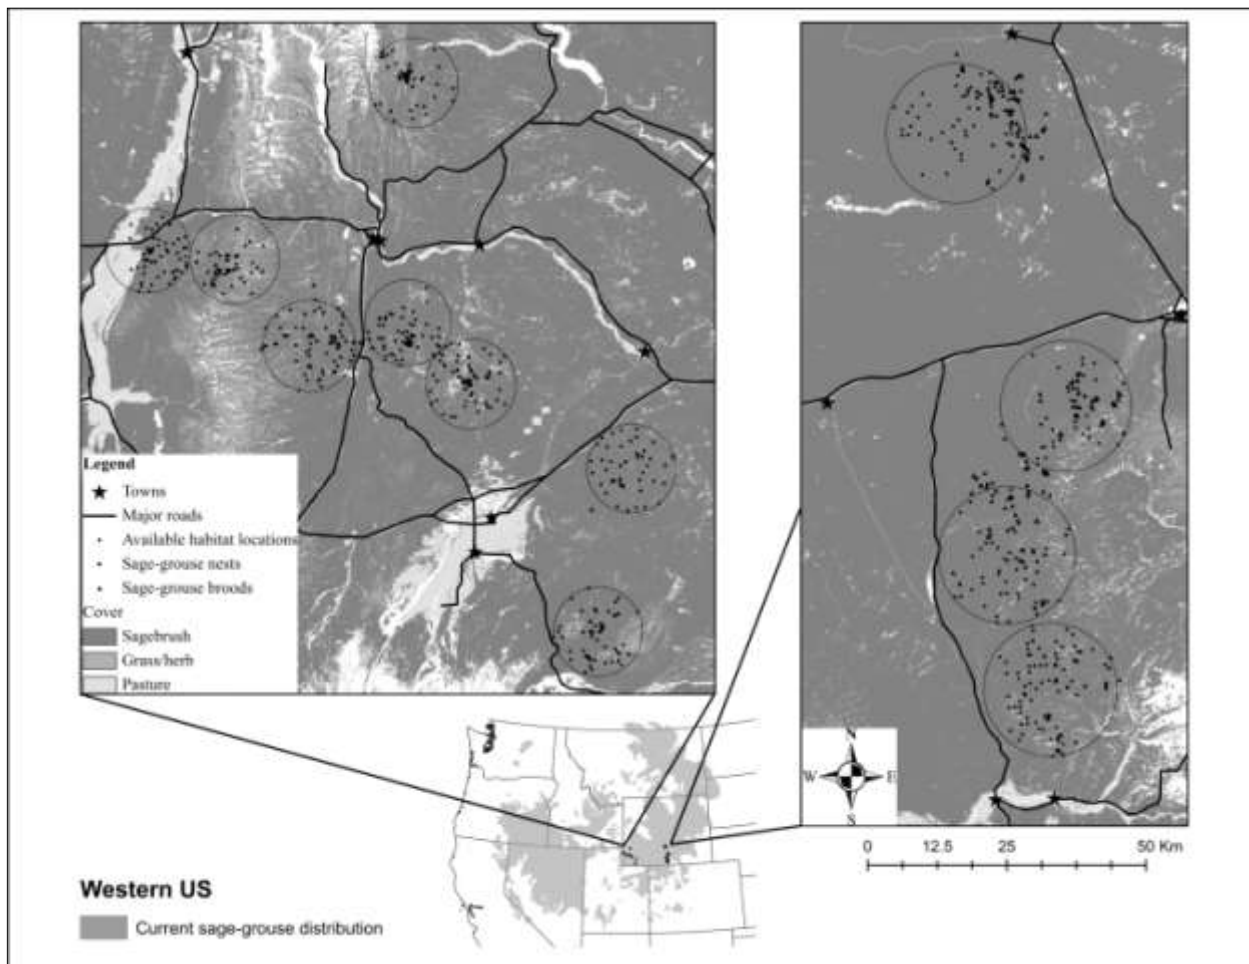 Legend
Towns
Major roads
Available habitat locations
Sage-grouse nests
Sage-grouse broods
Cover
Sagebrush
Grass/herb
Pasture
N
W E
S
0 12.5 25 50 Km
Western US
Current sage-grouse distribution